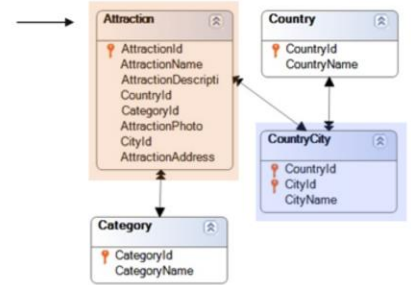 Attraction
AttractionId
AttractionName
AttractionDescripti
CountryId
CategoryId
AttractionPhoto
CityId
AttractionAddress
Country
CountryId
CountryName
CountryCity
CountryId
CityId
CityName
Category
CategoryId
CategoryName